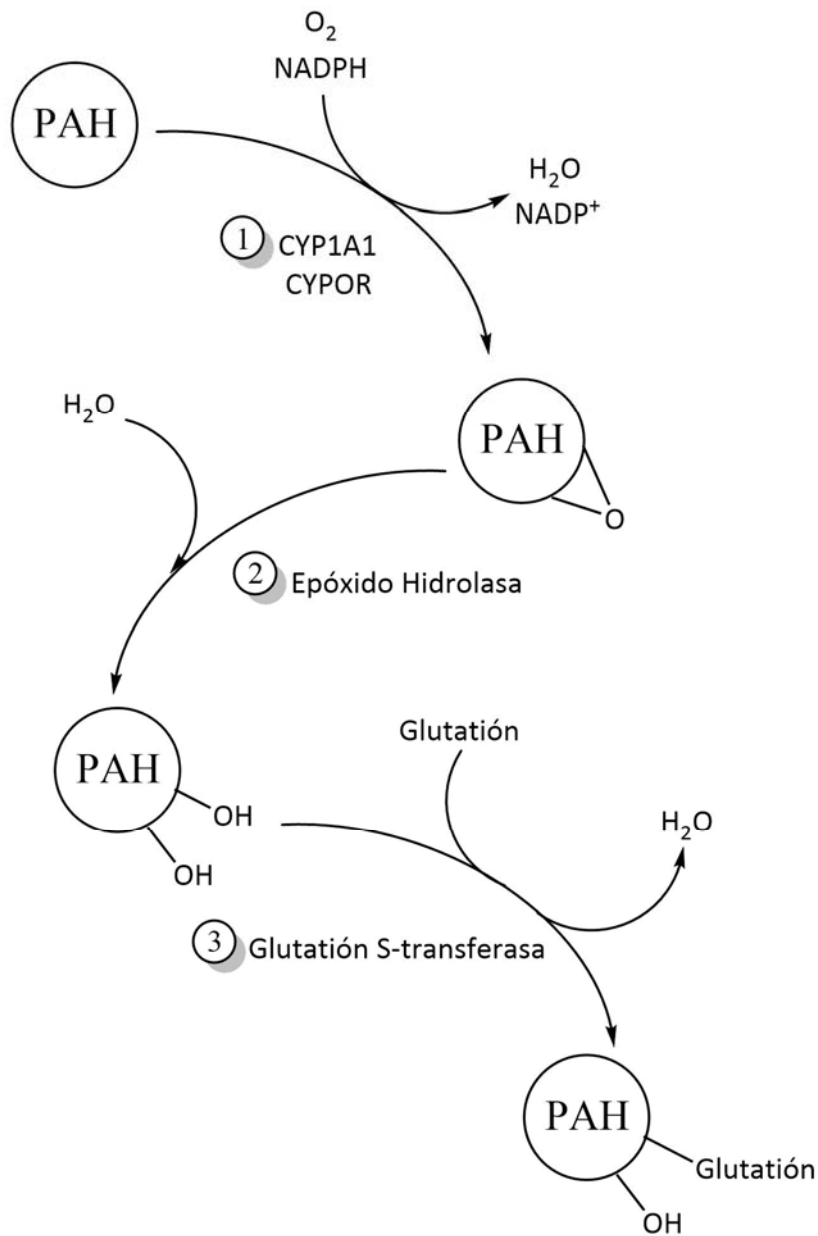 O₂
NADPH
PAH
H₂O
NADP⁺
1 CYP1A1
CYPOR
PAH
O
H₂O
2 Epóxido Hidrolasa
PAH
OH
OH
Glutatión
H₂O
3 Glutatión S-transferasa
PAH
Glutatión
OH